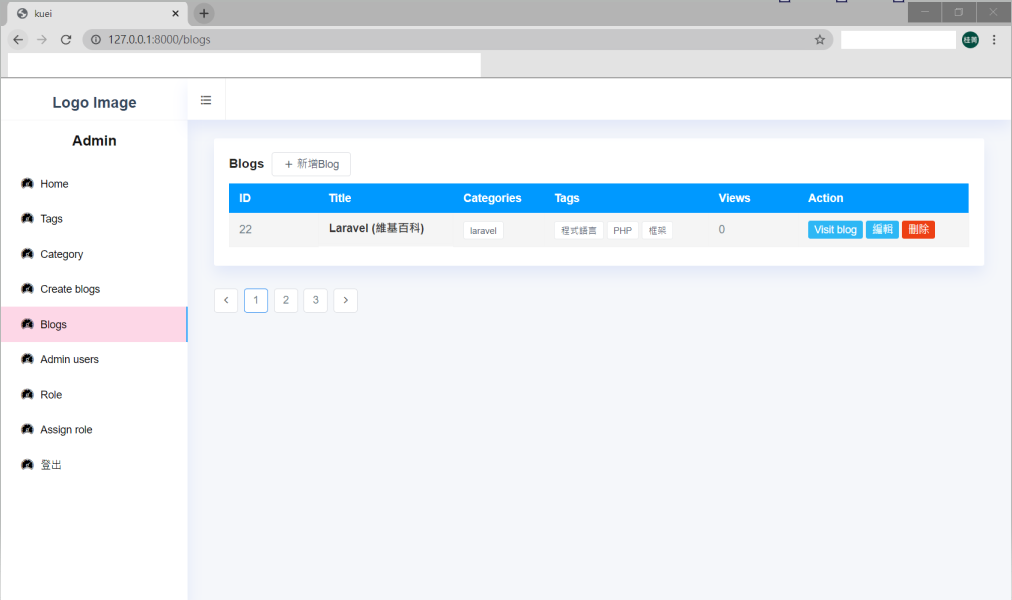 kuei
127.0.0.1:8000/blogs
桂菁
Logo Image
Admin
Home
Tags
Category
Create blogs
Blogs
Admin users
Role
Assign role
登出
Blogs + 新增Blog
ID Title Categories Tags Views Action
22 Laravel (維基百科) laravel 程式語言 PHP 框架 0 Visit blog 編輯 刪除
1 2 3